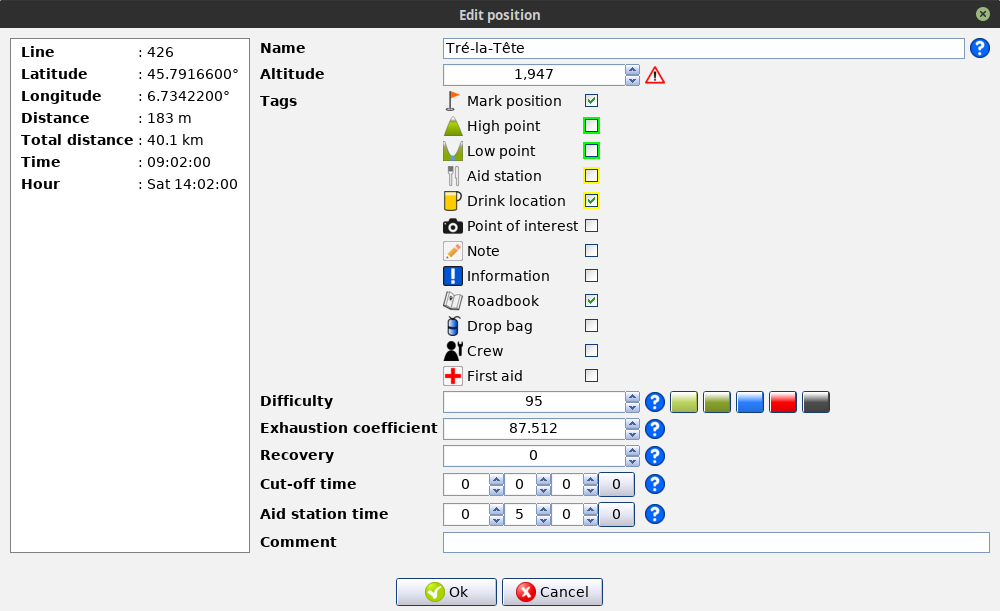 Edit position
Line : 426
Latitude : 45.7916600°
Longitude : 6.7342200°
Distance : 183 m
Total distance : 40.1 km
Time : 09:02:00
Hour : Sat 14:02:00
Name Tré-la-Tête
Altitude 1,947
Tags Mark position
High point
Low point
Aid station
Drink location
Point of interest
Note
Information
Roadbook
Drop bag
Crew
First aid
Difficulty 95
Exhaustion coefficient 87.512
Recovery 0
Cut-off time 0 0 0 0
Aid station time 0 5 0 0
Comment
Ok Cancel